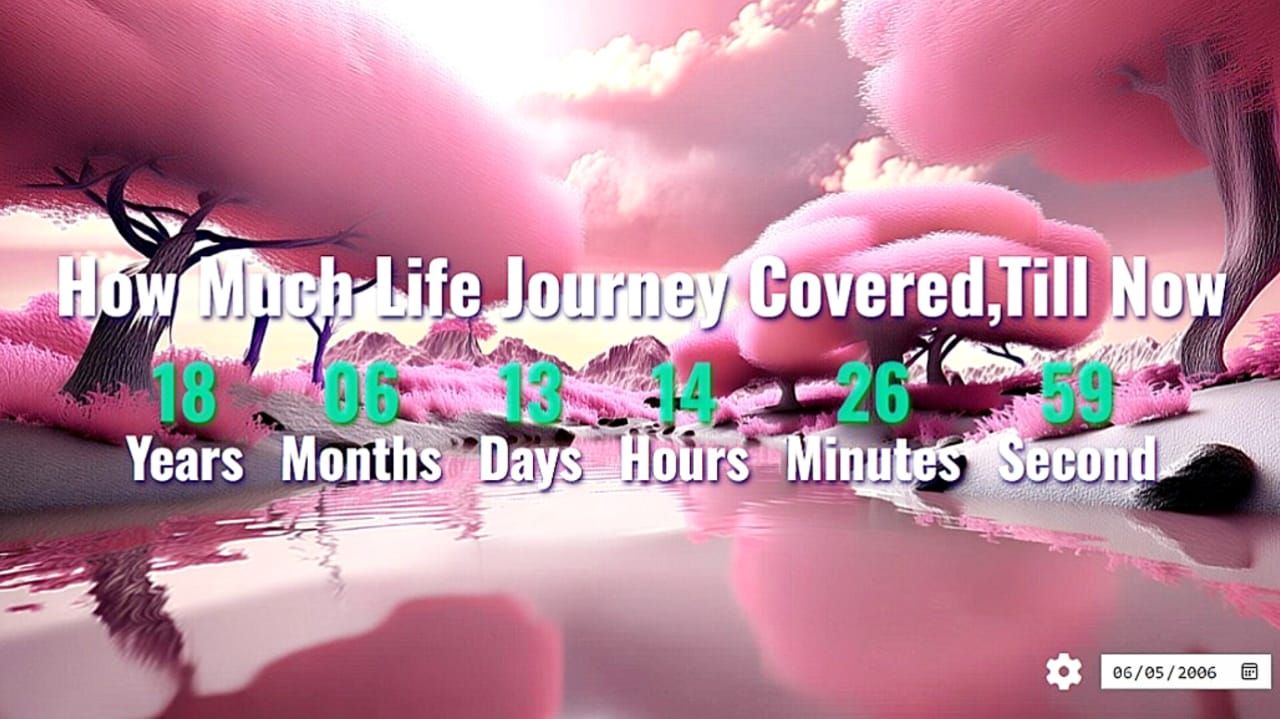 How Much Life Journey Covered,Till Now
18 06 13 14 26 59
Years Months Days Hours Minutes Second
06/05/2006